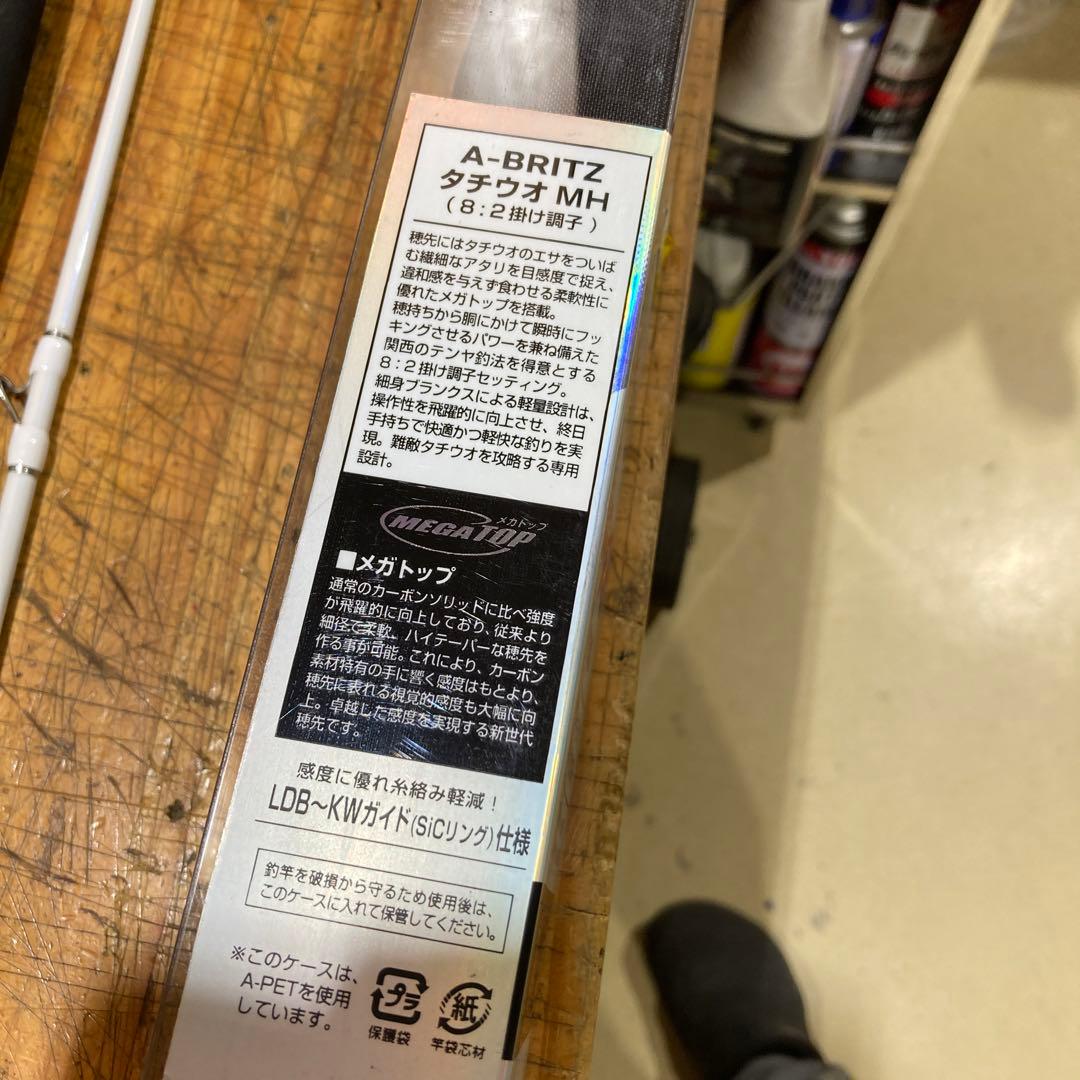 A-BRITZ
タチウオ MH
（8：2掛け調子）
穂先にはタチウオのエサをついば
む繊細なアタリを目感度で捉え、
違和感を与えず食わせる柔軟性に
優れたメガトップを搭載。
穂持ちから胴にかけて瞬時にフッ
キングさせるパワーを兼ね備えた
関西のテンヤ釣法を得意とする
8：2掛け調子セッティング。
細身ブランクスによる軽量設計は、
操作性を飛躍的に向上させ、終日
手持ちで快適かつ軽快な釣りを実
現。難敵タチウオを攻略する専用
設計。
メガトップ
MEGATOP
■メガトップ
通常のカーボンソリッドに比べ強度
が飛躍的に向上しており、従来より
細径で柔軟、ハイテーパーな穂先を
作る事が可能。これにより、カーボン
素材特有の手に響く感度はもとより、
穂先に表れる視覚的感度も大幅に向
上。卓越した感度を実現する新世代
穂先です。
感度に優れ糸絡み軽減！
LDB～KWガイド(SiCリング)仕様
釣竿を破損から守るため使用後は、
このケースに入れて保管してください。
※このケースは、
A-PETを使用
しています。
プラ
保護袋
紙
竿袋芯材